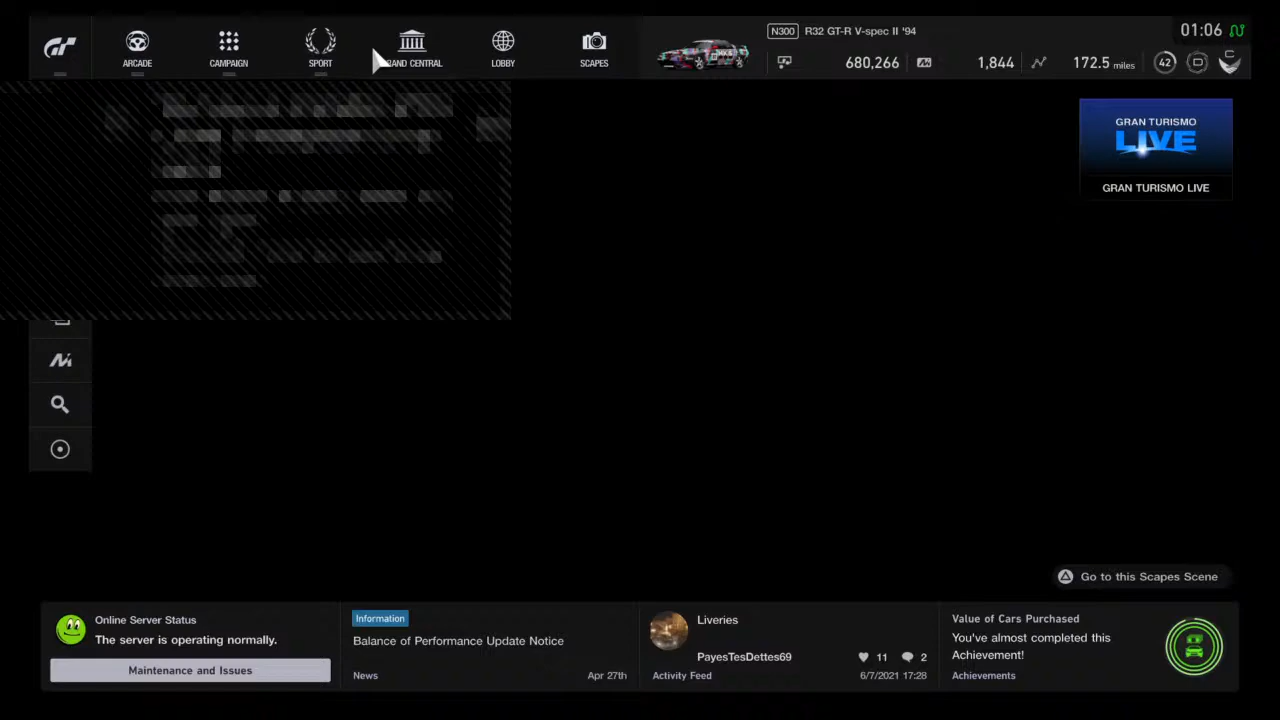 N300 R32 GT-R V-spec II '94
01:06
ARCADE CAMPAIGN SPORT CENTRAL LOBBY SCAPES
680,266 1,844 172.5 miles 42
GRAN TURISMO
LIVE
GRAN TURISMO LIVE
Go to this Scapes Scene
Online Server Status
The server is operating normally.
Maintenance and Issues
Information
Balance of Performance Update Notice
News Apr 27th
Liveries
PayesTesDettes69 11 2
Activity Feed 6/7/2021 17:28
Value of Cars Purchased
You've almost completed this
Achievement!
Achievements